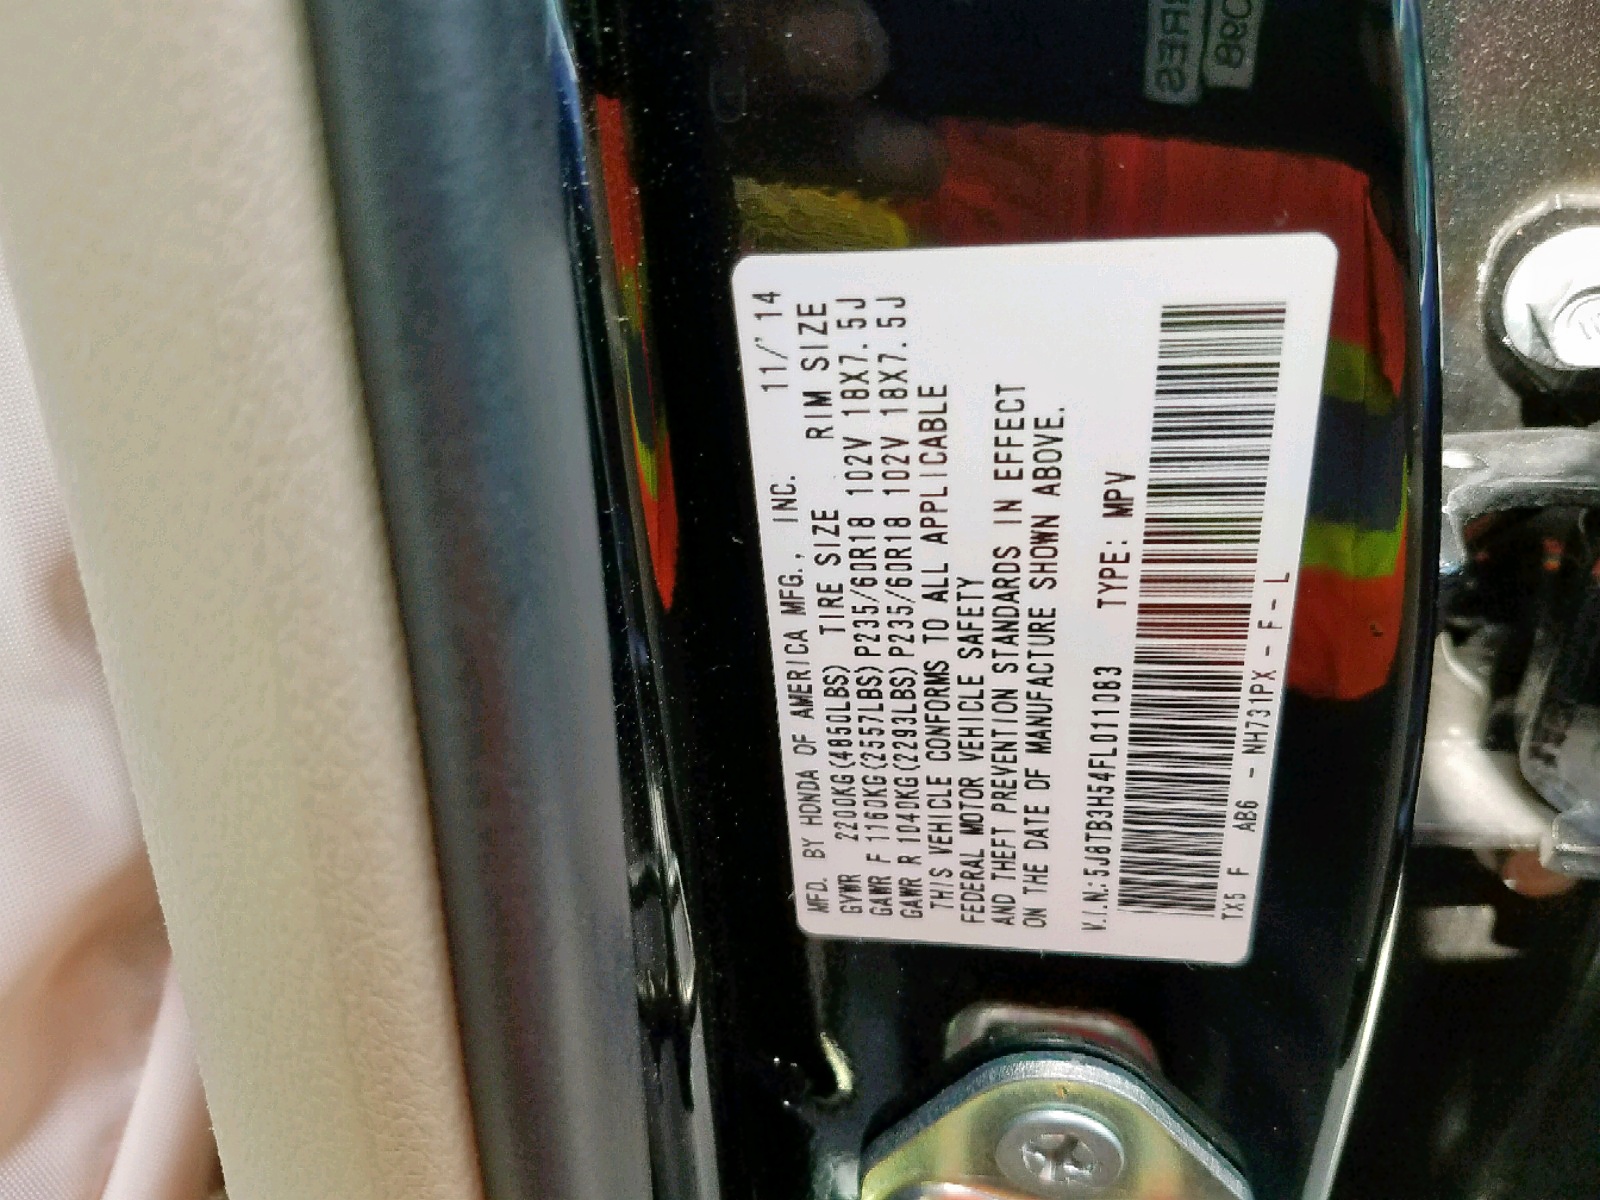 MFD. BY HONDA OF AMERICA MFG., INC. 11/'14
GVWR 2200KG(4850LBS) TIRE SIZE RIM SIZE
GAWR F 1160KG(2557LBS)P235/60R18 102V 18X7.5J
GAWR R 1040KG(2293LBS)P235/60R18 102V 18X7.5J
THIS VEHICLE CONFORMS TO ALL APPLICABLE
FEDERAL MOTOR VEHICLE SAFETY
AND THEFT PREVENTION STANDARDS IN EFFECT
ON THE DATE OF MANUFACTURE SHOWN ABOVE.
V.I.N.:5J8TB3H54FL011083 TYPE: MPV
TX5 F AB6 - NH731PX - F - L